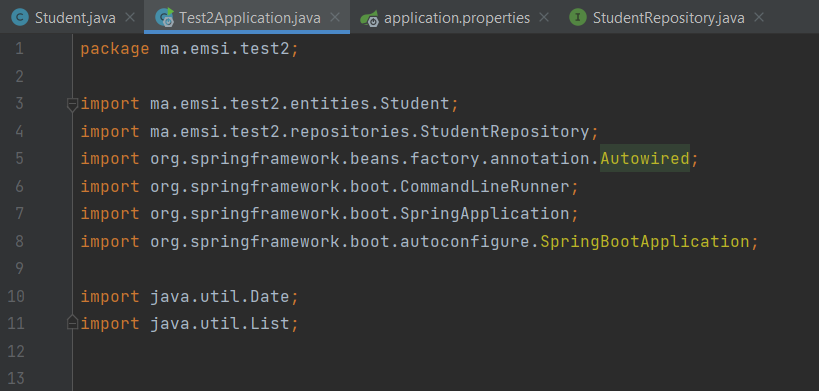 Student.java Test2Application.java application.properties StudentRepository.java
1 package ma.emsi.test2;
2
3 import ma.emsi.test2.entities.Student;
4 import ma.emsi.test2.repositories.StudentRepository;
5 import org.springframework.beans.factory.annotation.Autowired;
6 import org.springframework.boot.CommandLineRunner;
7 import org.springframework.boot.SpringApplication;
8 import org.springframework.boot.autoconfigure.SpringBootApplication;
9
10 import java.util.Date;
11 import java.util.List;
12
13